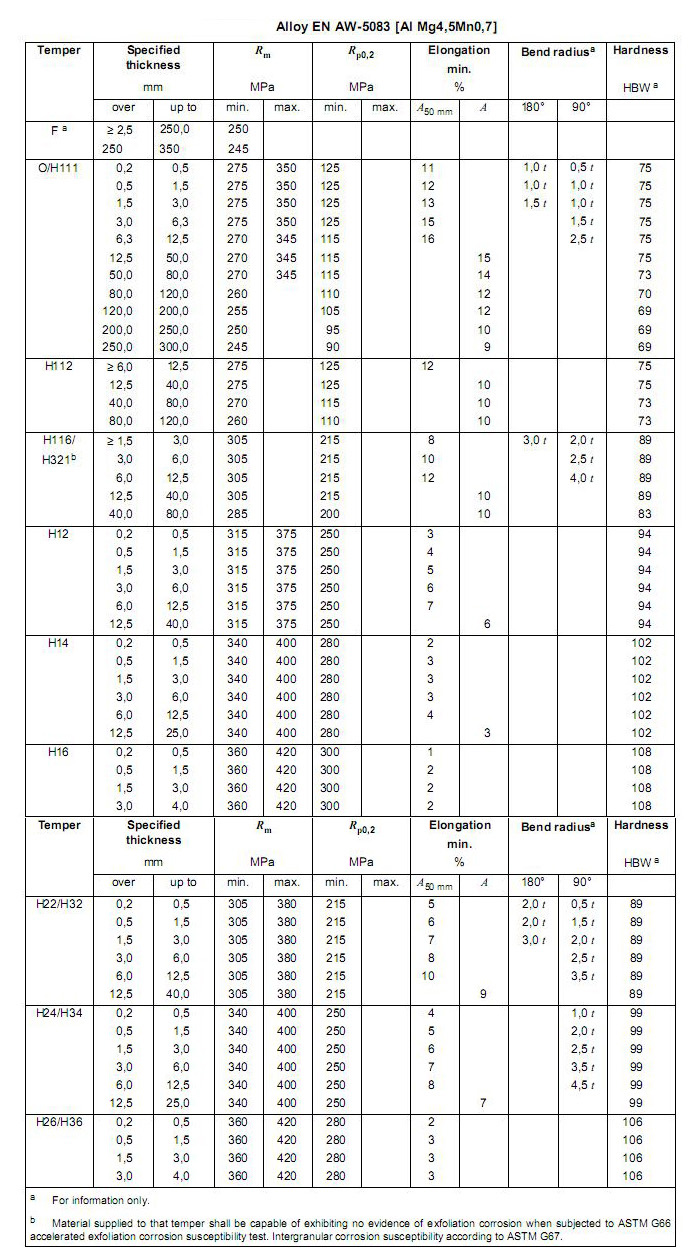 Alloy EN AW-5083 [Al Mg4,5Mn0,7]
Temper Specified thickness Rm Rp0,2 Elongation min. Bend radiusᵃ Hardness
mm MPa MPa % HBW ᵃ
over up to min. max. min. max. A50 mm A 180° 90°
F ᵃ ≥ 2,5 250,0 250
250 350 245
O/H111 0,2 0,5 275 350 125 11 1,0 t 0,5 t 75
0,5 1,5 275 350 125 12 1,0 t 1,0 t 75
1,5 3,0 275 350 125 13 1,5 t 1,0 t 75
3,0 6,3 275 350 125 15 1,5 t 75
6,3 12,5 270 345 115 16 2,5 t 75
12,5 50,0 270 345 115 15 75
50,0 80,0 270 345 115 14 73
80,0 120,0 260 110 12 70
120,0 200,0 255 105 12 69
200,0 250,0 250 95 10 69
250,0 300,0 245 90 9 69
H112 ≥ 6,0 12,5 275 125 12 75
12,5 40,0 275 125 10 75
40,0 80,0 270 115 10 73
80,0 120,0 260 110 10 73
H116/ ≥ 1,5 3,0 305 215 8 3,0 t 2,0 t 89
H321ᵇ 3,0 6,0 305 215 10 2,5 t 89
6,0 12,5 305 215 12 4,0 t 89
12,5 40,0 305 215 10 89
40,0 80,0 285 200 10 83
H12 0,2 0,5 315 375 250 3 94
0,5 1,5 315 375 250 4 94
1,5 3,0 315 375 250 5 94
3,0 6,0 315 375 250 6 94
6,0 12,5 315 375 250 7 94
12,5 40,0 315 375 250 6 94
H14 0,2 0,5 340 400 280 2 102
0,5 1,5 340 400 280 3 102
1,5 3,0 340 400 280 3 102
3,0 6,0 340 400 280 3 102
6,0 12,5 340 400 280 4 102
12,5 25,0 340 400 280 3 102
H16 0,2 0,5 360 420 300 1 108
0,5 1,5 360 420 300 2 108
1,5 3,0 360 420 300 2 108
3,0 4,0 360 420 300 2 108
Temper Specified thickness Rm Rp0,2 Elongation min. Bend radiusᵃ Hardness
mm MPa MPa % HBW ᵃ
over up to min. max. min. max. A50 mm A 180° 90°
H22/H32 0,2 0,5 305 380 215 5 2,0 t 0,5 t 89
0,5 1,5 305 380 215 6 2,0 t 1,5 t 89
1,5 3,0 305 380 215 7 3,0 t 2,0 t 89
3,0 6,0 305 380 215 8 2,5 t 89
6,0 12,5 305 380 215 10 3,5 t 89
12,5 40,0 305 380 215 9 89
H24/H34 0,2 0,5 340 400 250 4 1,0 t 99
0,5 1,5 340 400 250 5 2,0 t 99
1,5 3,0 340 400 250 6 2,5 t 99
3,0 6,0 340 400 250 7 3,5 t 99
6,0 12,5 340 400 250 8 4,5 t 99
12,5 25,0 340 400 250 7 99
H26/H36 0,2 0,5 360 420 280 2 106
0,5 1,5 360 420 280 3 106
1,5 3,0 360 420 280 3 106
3,0 4,0 360 420 280 3 106
ᵃ For information only.
ᵇ Material supplied to that temper shall be capable of exhibiting no evidence of exfoliation corrosion when subjected to ASTM G66
accelerated exfoliation corrosion susceptibility test. Intergranular corrosion susceptibility according to ASTM G67.